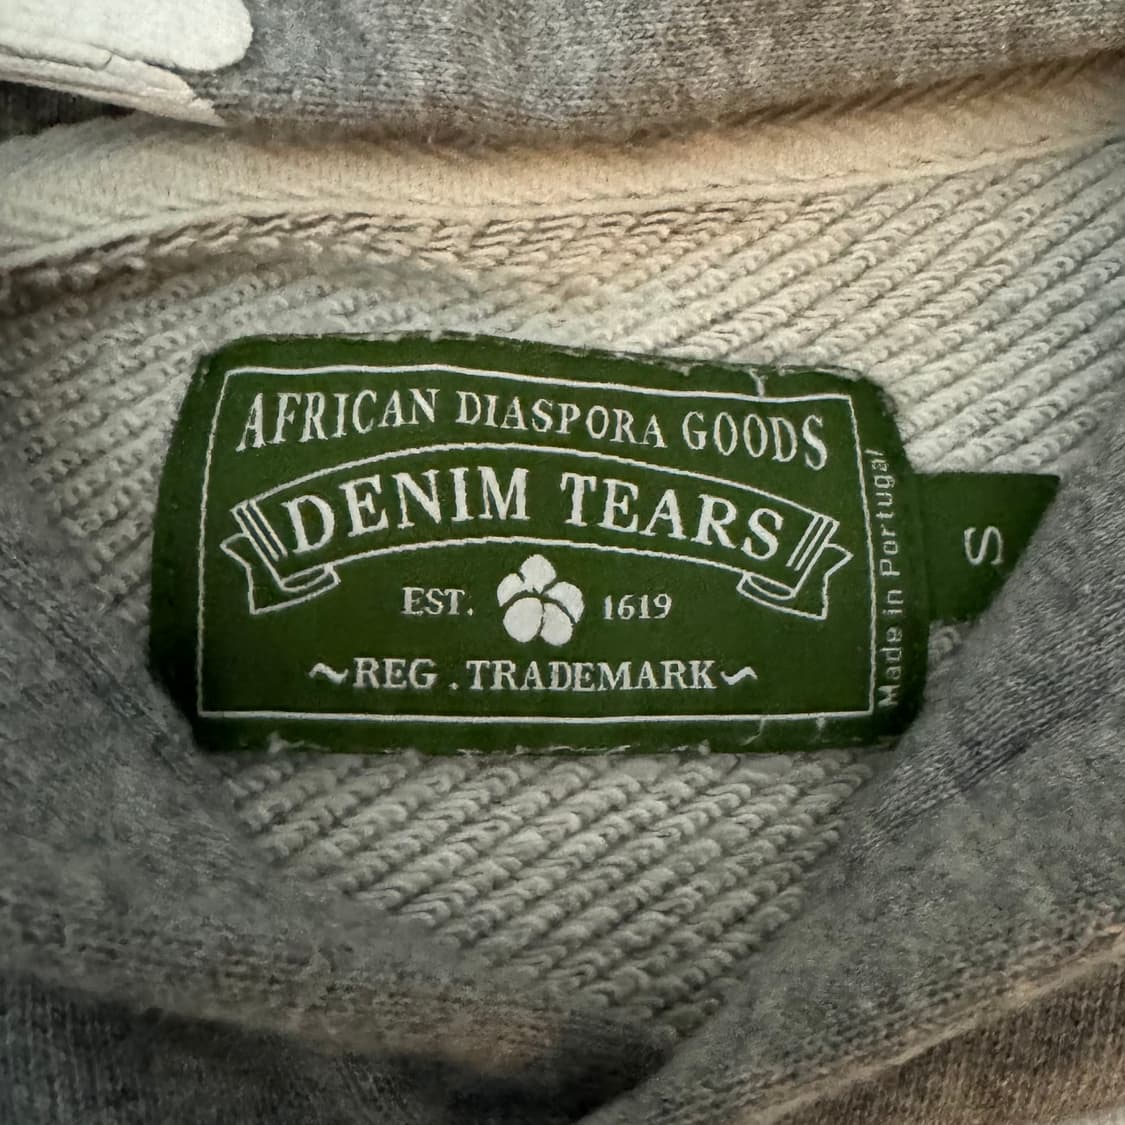 AFRICAN DIASPORA GOODS
DENIM TEARS
EST. 1619
~REG . TRADEMARK~
Made in Portugal
S